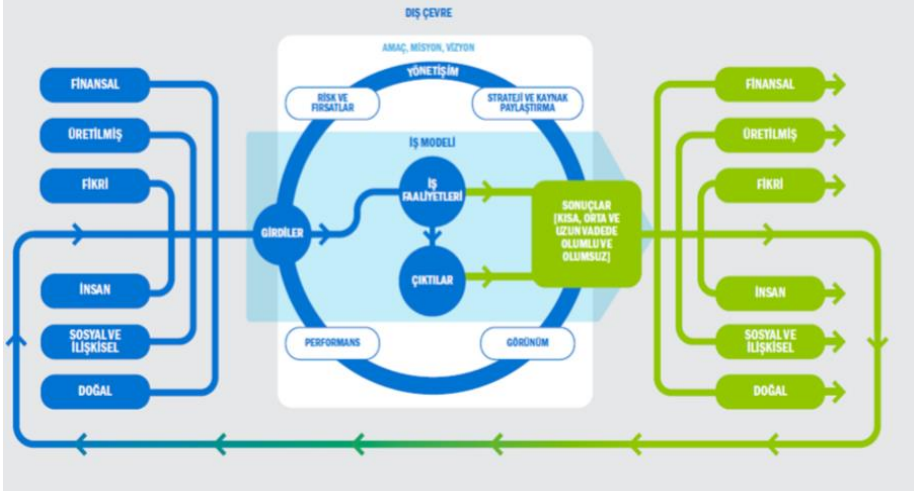 DIŞ ÇEVRE
AMAÇ, MİSYON, VİZYON
YÖNETİŞİM
RİSK VE
FIRSATLAR
STRATEJİ VE KAYNAK
PAYLAŞTIRMA
İŞ MODELİ
FİNANSAL
ÜRETİLMİŞ
FİKRİ
İNSAN
SOSYAL VE
İLİŞKİSEL
DOĞAL
GİRDİLER
İŞ
FAALİYETLERİ
ÇIKTILAR
SONUÇLAR
[KISA, ORTA VE
UZUN VADEDE
OLUMLU VE
OLUMSUZ]
PERFORMANS
GÖRÜNÜM
FİNANSAL
ÜRETİLMİŞ
FİKRİ
İNSAN
SOSYAL VE
İLİŞKİSEL
DOĞAL